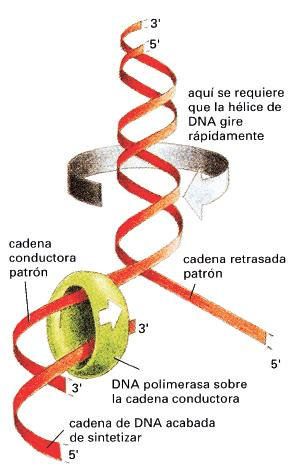 3'
5'
aquí se requiere
que la hélice de
DNA gire
rápidamente
cadena
conductora
patrón
cadena retrasada
patrón
3'
5'
3'
DNA polimerasa sobre
la cadena conductora
cadena de DNA acabada
de sintetizar
5'